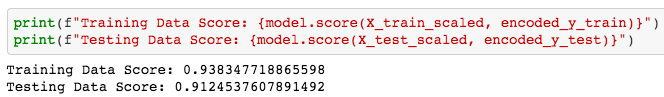 print(f"Training Data Score: {model.score(X_train_scaled, encoded_y_train)}")
print(f"Testing Data Score: {model.score(X_test_scaled, encoded_y_test)}")
Training Data Score: 0.938347718865598
Testing Data Score: 0.9124537607891492